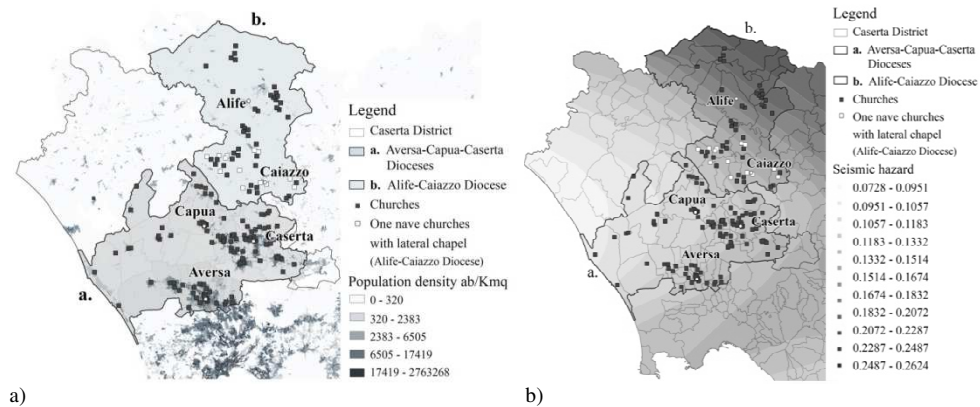 b.
Alife
Caiazzo
Capua
Caserta
Aversa
a.
Legend
Caserta District
a. Aversa-Capua-Caserta
Dioceses
b. Alife-Caiazzo Diocese
Churches
One nave churches
with lateral chapel
(Alife-Caiazzo Diocese)
Population density ab/Kmq
0 - 320
320 - 2383
2383 - 6505
6505 - 17419
17419 - 2763268
a)
b.
Alife
Caiazzo
Capua
Caserta
Aversa
a.
Legend
Caserta District
a. Aversa-Capua-Caserta
Dioceses
b. Alife-Caiazzo Diocese
Churches
One nave churches
with lateral chapel
(Alife-Caiazzo Diocese)
Seismic hazard
0.0728 - 0.0951
0.0951 - 0.1057
0.1057 - 0.1183
0.1183 - 0.1332
0.1332 - 0.1514
0.1514 - 0.1674
0.1674 - 0.1832
0.1832 - 0.2072
0.2072 - 0.2287
0.2287 - 0.2487
0.2487 - 0.2624
b)